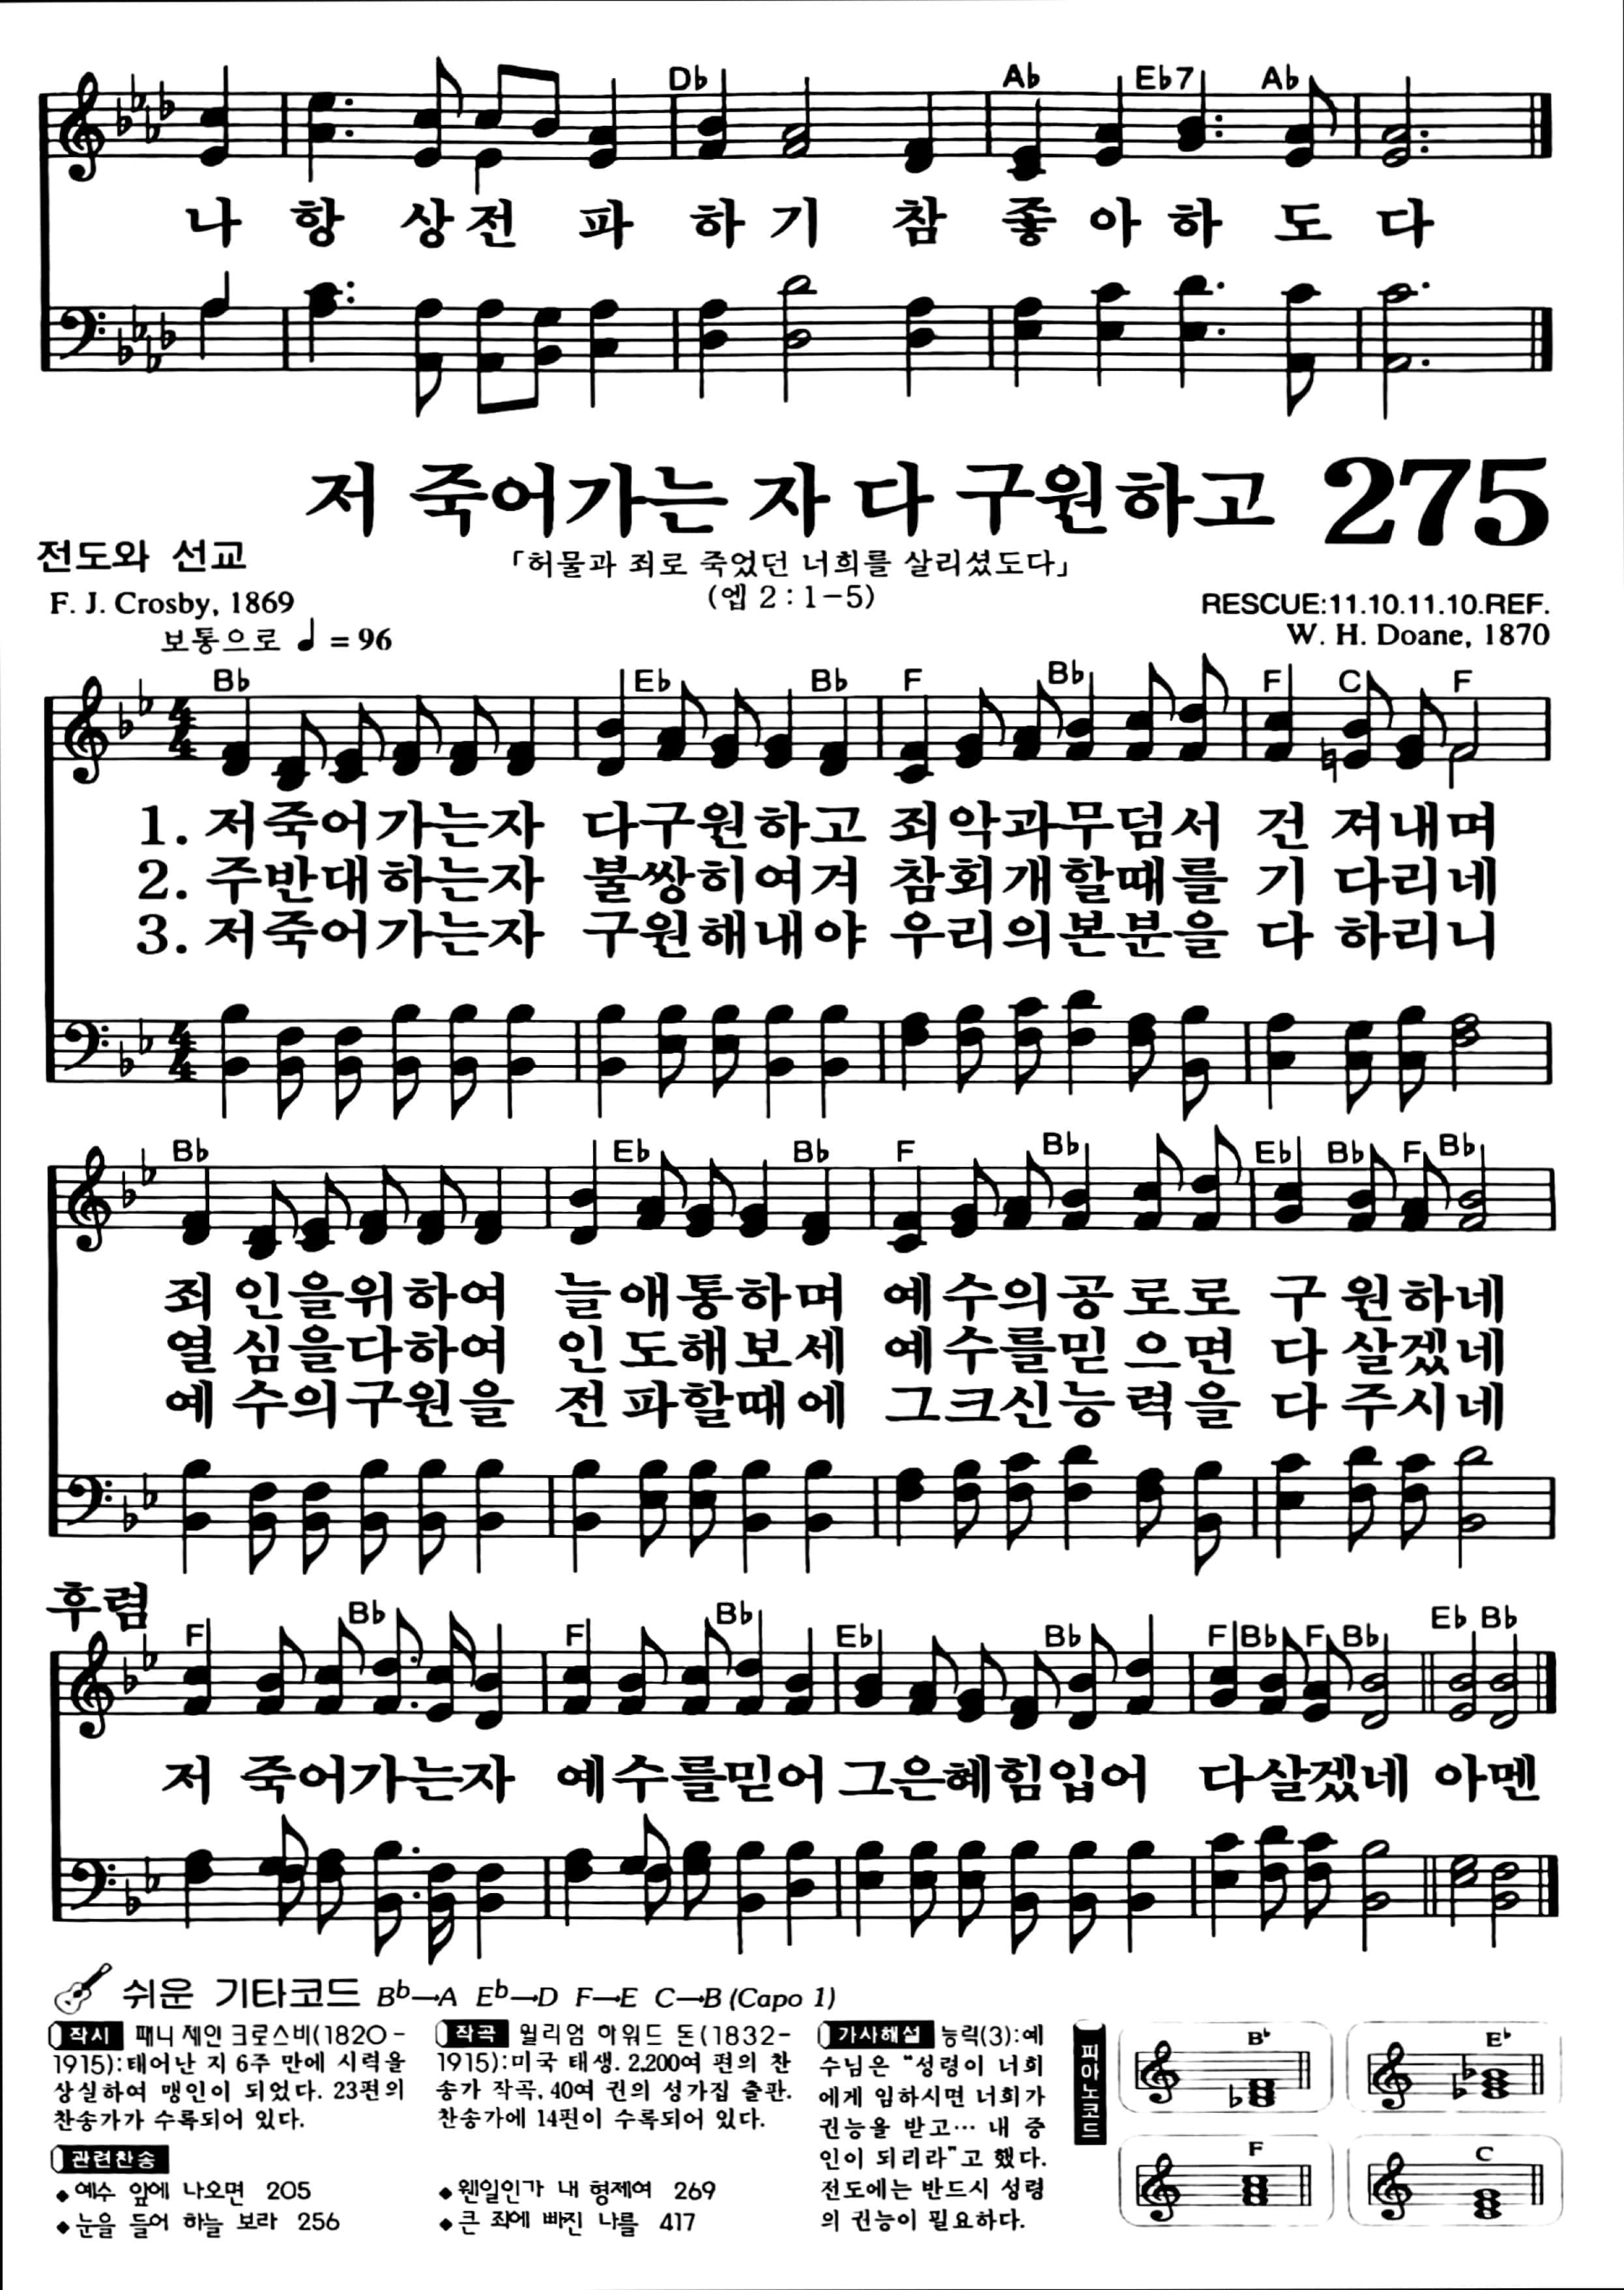 Db Ab Eb7 Ab
나 항 상 전 파 하 기 참 좋 아 하 도 다
저 죽어가는 자 다 구원하고 275
전도와 선교
「허물과 죄로 죽었던 너희를 살리셨도다」
(엡 2 : 1-5)
F. J. Crosby, 1869
RESCUE:11.10.11.10.REF.
보통으로 ♩ = 96
W. H. Doane, 1870
Bb Eb Bb F Bb F C F
1. 저죽어가는자 다구원하고 죄악과무덤서 건 져내며
2. 주반대하는자 불쌍히여겨 참회개할때를 기 다리네
3. 저죽어가는자 구원해내야 우리의본분을 다 하리니
Bb Eb Bb F Bb Eb Bb F Bb
죄 인을위하여 늘애통하며 예수의공로로 구 원하네
열 심을다하여 인도해보세 예수를믿으면 다 살겠네
예 수의구원을 전파할때에 그크신능력을 다 주시네
후렴
F Bb F Bb Eb Bb F Bb F Bb Eb Bb
저 죽어가는자 예수를믿어 그은혜힘입어 다살겠네 아멘
쉬운 기타코드 Bb→A Eb→D F→E C→B (Capo 1)
작시 패니 제인 크로스비(1820-
1915):태어난 지 6주 만에 시력을
상실하여 맹인이 되었다. 23편의
찬송가가 수록되어 있다.
작곡 윌리엄 하워드 돈(1832-
1915):미국 태생. 2,200여 편의 찬
송가 작곡, 40여 권의 성가집 출판.
찬송가에 14편이 수록되어 있다.
가사해설 능력(3):예
수님은 "성령이 너희
에게 임하시면 너희가
권능을 받고… 내 증
인이 되리라"고 했다.
전도에는 반드시 성령
의 권능이 필요하다.
관련찬송
◆예수 앞에 나오면 205
◆눈을 들어 하늘 보라 256
◆웬일인가 내 형제여 269
◆큰 죄에 빠진 나를 417
피아노코드
Bb Eb
F C